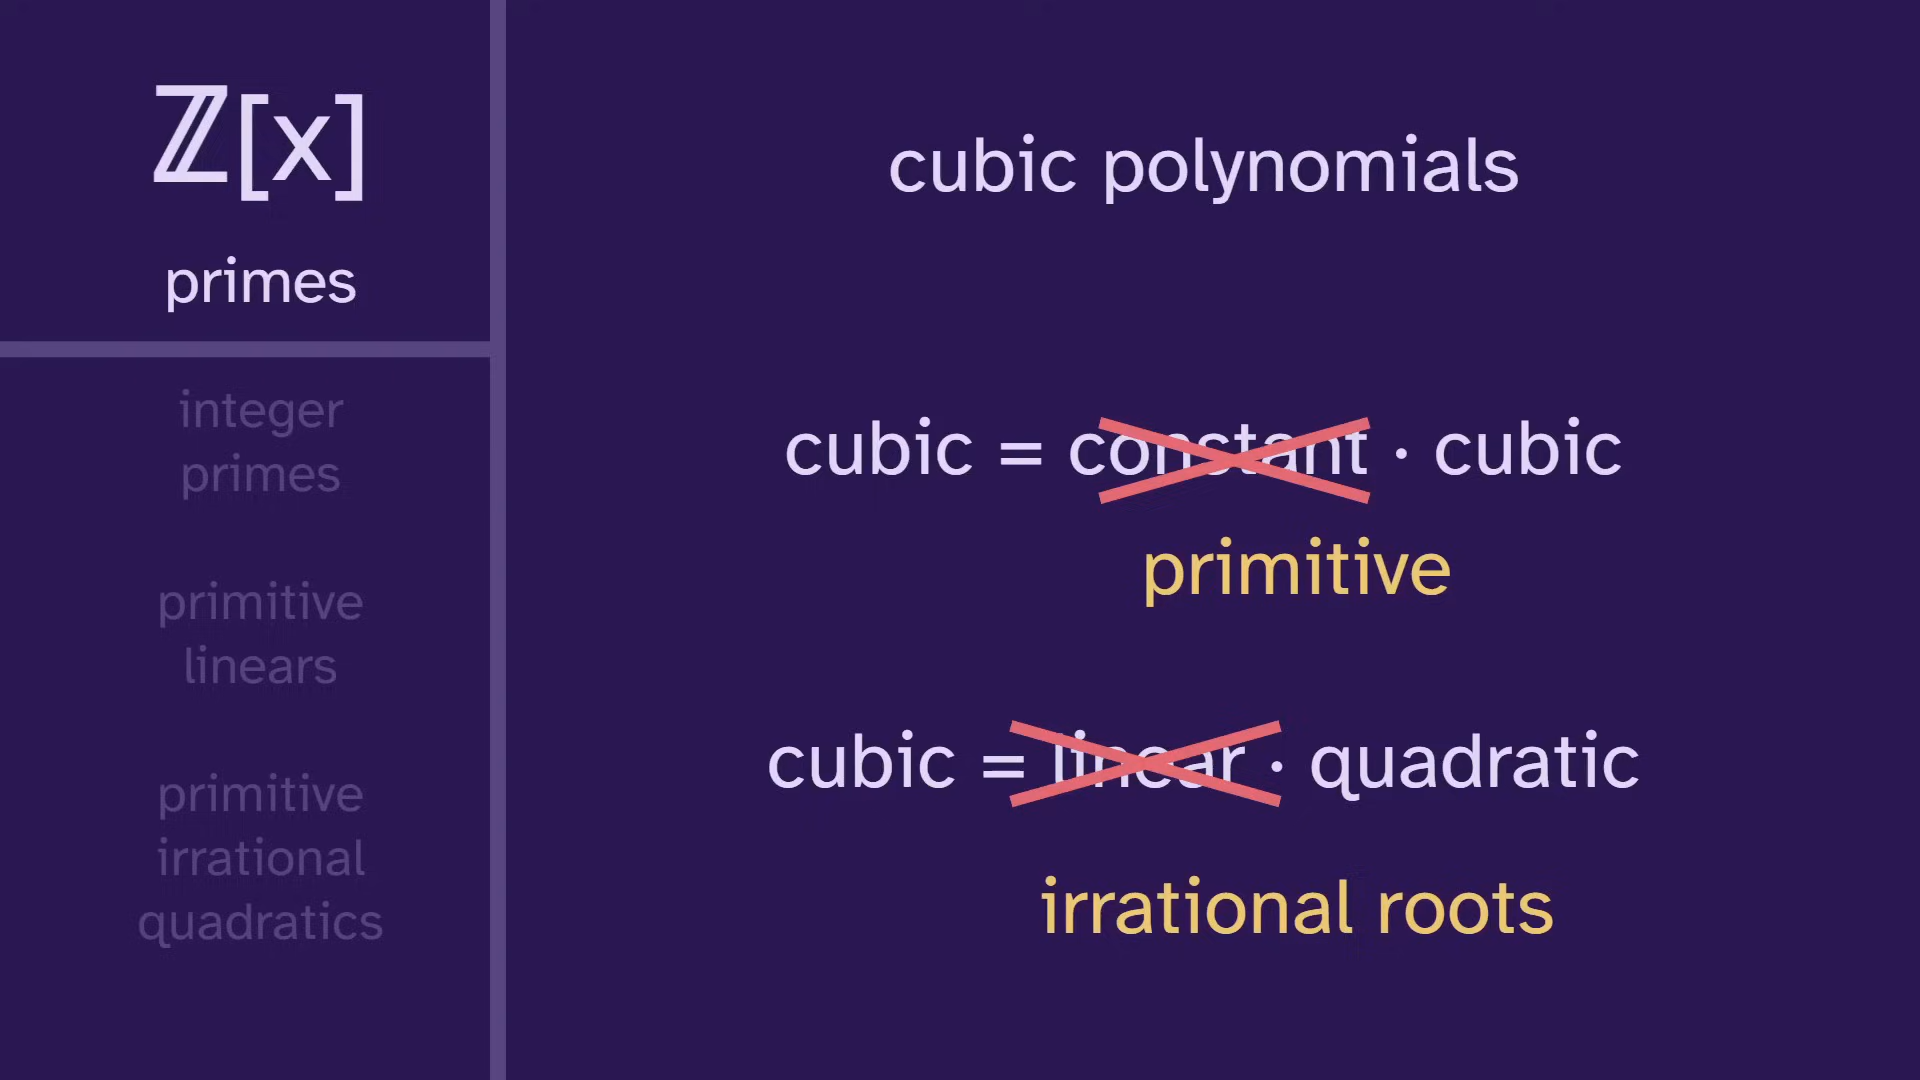 ℤ[x]
primes
integer
primes
primitive
linears
primitive
irrational
quadratics
cubic polynomials
cubic = constant · cubic
primitive
cubic = linear · quadratic
irrational roots